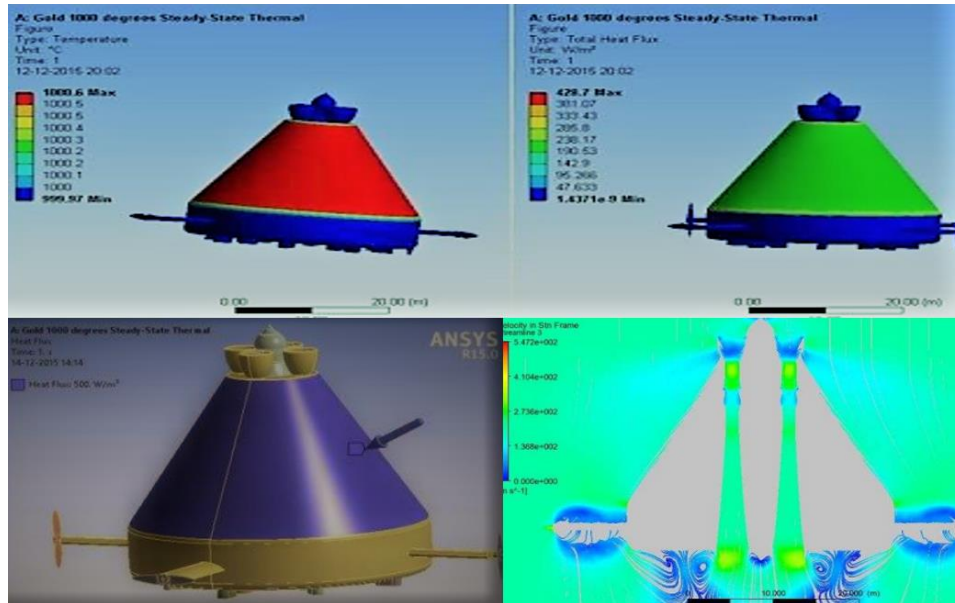 A: Gold 1000 degrees Steady-State Thermal
Figure
Type: Temperature
Unit: °C
Time: 1
12-12-2015 20:02
1000.6 Max
1000.5
1000.5
1000.4
1000.3
1000.2
1000.2
1000.1
1000
999.97 Min
0.00
20.00 (m)
A: Gold 1000 degrees Steady-State Thermal
Figure
Type: Total Heat Flux
Unit: W/m²
Time: 1
12-12-2015 20:02
428.7 Max
381.07
333.43
285.8
238.17
190.53
142.9
95.266
47.633
1.4371e-9 Min
0.00
20.00 (m)
A: Gold 1000 degrees Steady-State Thermal
Heat Flux
Time: 1. s
14-12-2015 14:14
Heat Flux 500. W/m²
ANSYS
R15.0
elocity in Stn Frame
treamline 3
5.472e+002
4.104e+002
2.736e+002
1.368e+002
0.000e+000
n s^-1]
0
10.000
20.000 (m)